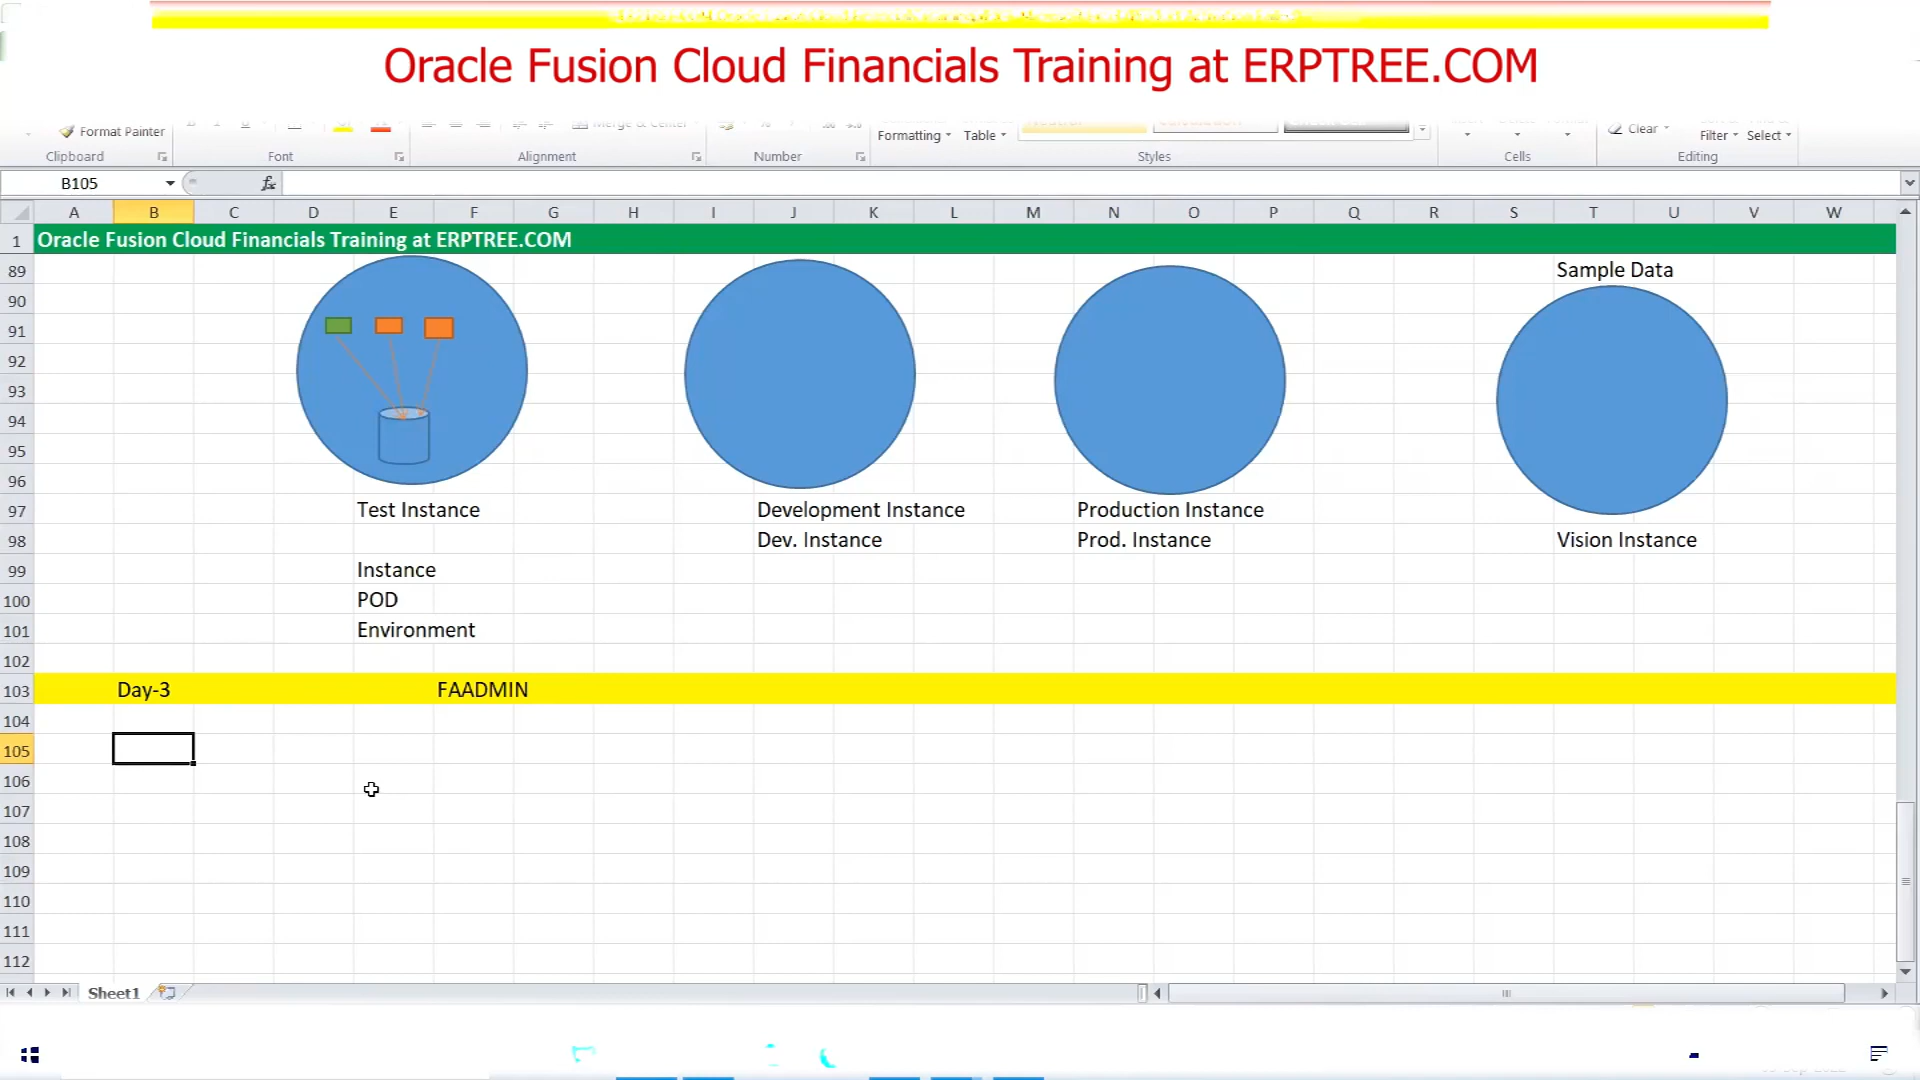 Oracle Fusion Cloud Financials Training at ERPTREE.COM
Format Painter
Merge & Center
Formatting Table
Clear
Filter Select
Clipboard Font Alignment Number Styles Cells Editing
B105 fx
A B C D E F G H I J K L M N O P Q R S T U V W
1 Oracle Fusion Cloud Financials Training at ERPTREE.COM
89 Sample Data
90
91
92
93
94
95
96
97 Test Instance Development Instance Production Instance
98 Dev. Instance Prod. Instance Vision Instance
99 Instance
100 POD
101 Environment
102
103 Day-3 FAADMIN
104
105
106
107
108
109
110
111
112
Sheet1